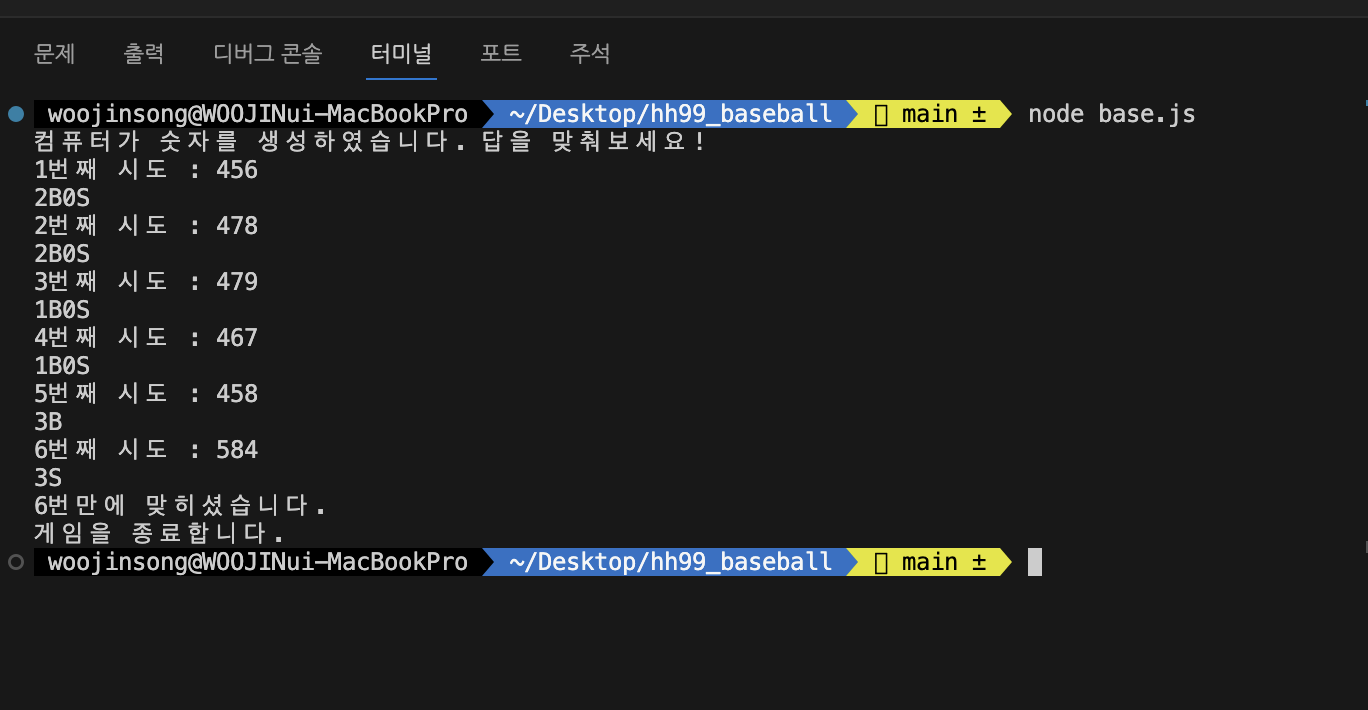 문제 출력 디버그 콘솔 터미널 포트 주석
woojinsong@WOOJINui-MacBookPro ~/Desktop/hh99_baseball main ± node base.js
컴퓨터가 숫자를 생성하였습니다. 답을 맞춰보세요!
1번째 시도 : 456
2B0S
2번째 시도 : 478
2B0S
3번째 시도 : 479
1B0S
4번째 시도 : 467
1B0S
5번째 시도 : 458
3B
6번째 시도 : 584
3S
6번만에 맞히셨습니다.
게임을 종료합니다.
woojinsong@WOOJINui-MacBookPro ~/Desktop/hh99_baseball main ±